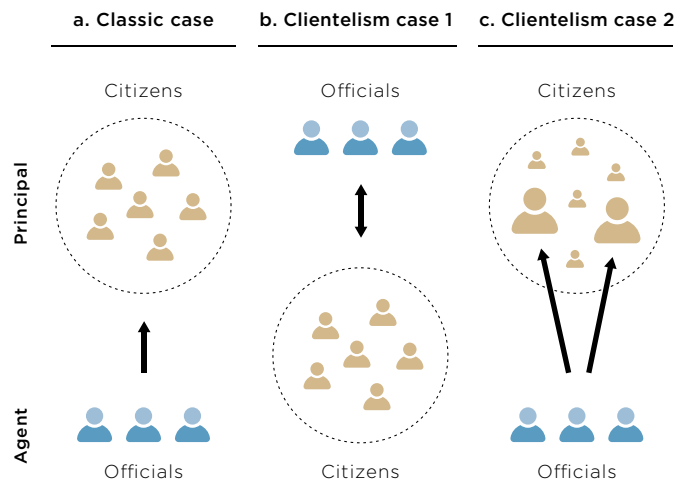 a. Classic case
b. Clientelism case 1
c. Clientelism case 2
Citizens
Officials
Citizens
Principal
Agent
Officials
Citizens
Officials